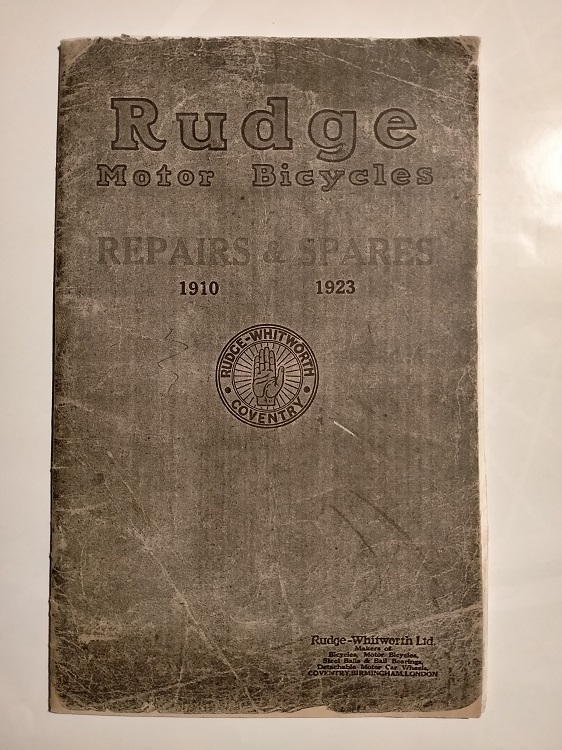 Rudge
Motor Bicycles
REPAIRS & SPARES
1910 1923
RUDGE-WHITWORTH
COVENTRY
Rudge-Whitworth Ltd.
Makers of
Bicycles, Motor Bicycles,
Steel Balls & Ball Bearings,
Detachable Motor Car Wheels,
COVENTRY,BIRMINGHAM,LONDON